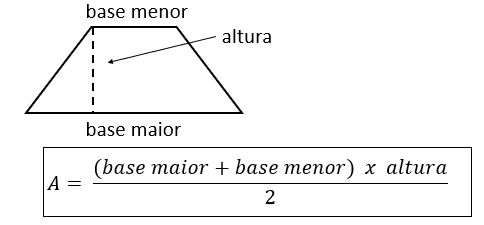 base menor
altura
base maior
A = (base maior + base menor) x altura
2